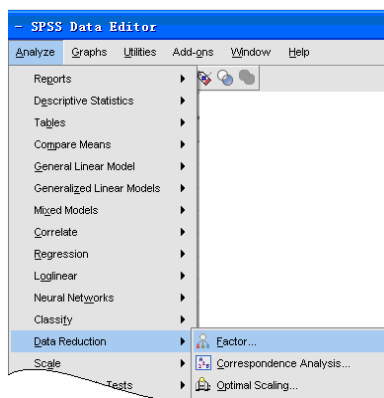 - SPSS Data Editor
Analyze Graphs Utilities Add-ons Window Help
Reports
Descriptive Statistics
Tables
Compare Means
General Linear Model
Generalized Linear Models
Mixed Models
Correlate
Regression
Loglinear
Neural Networks
Classify
Data Reduction
Factor...
Scale
Correspondence Analysis...
Tests
Optimal Scaling...